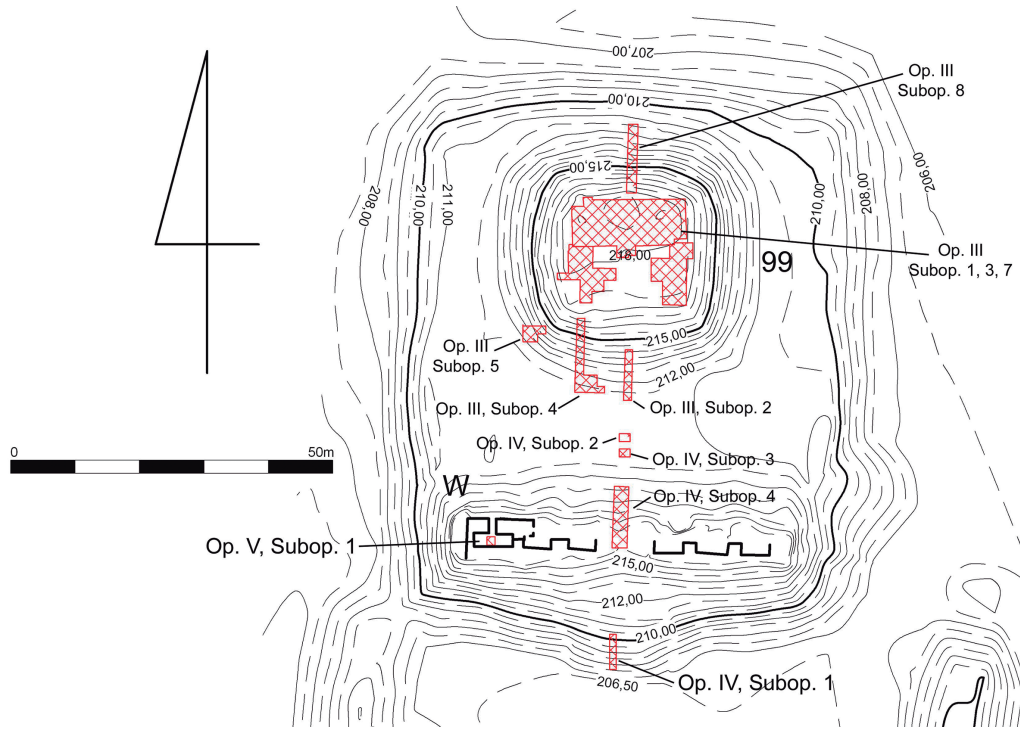 207,00
Op. III
Subop. 8
210,00
215,00
208,00
210,00
211,00
210,00
208,00
206,00
218,00
99
Op. III
Subop. 1, 3, 7
215,00
Op. III
Subop. 5
212,00
Op. III, Subop. 4
Op. III, Subop. 2
0
50m
Op. IV, Subop. 2
Op. IV, Subop. 3
W
Op. IV, Subop. 4
Op. V, Subop. 1
215,00
212,00
210,00
206,50
Op. IV, Subop. 1